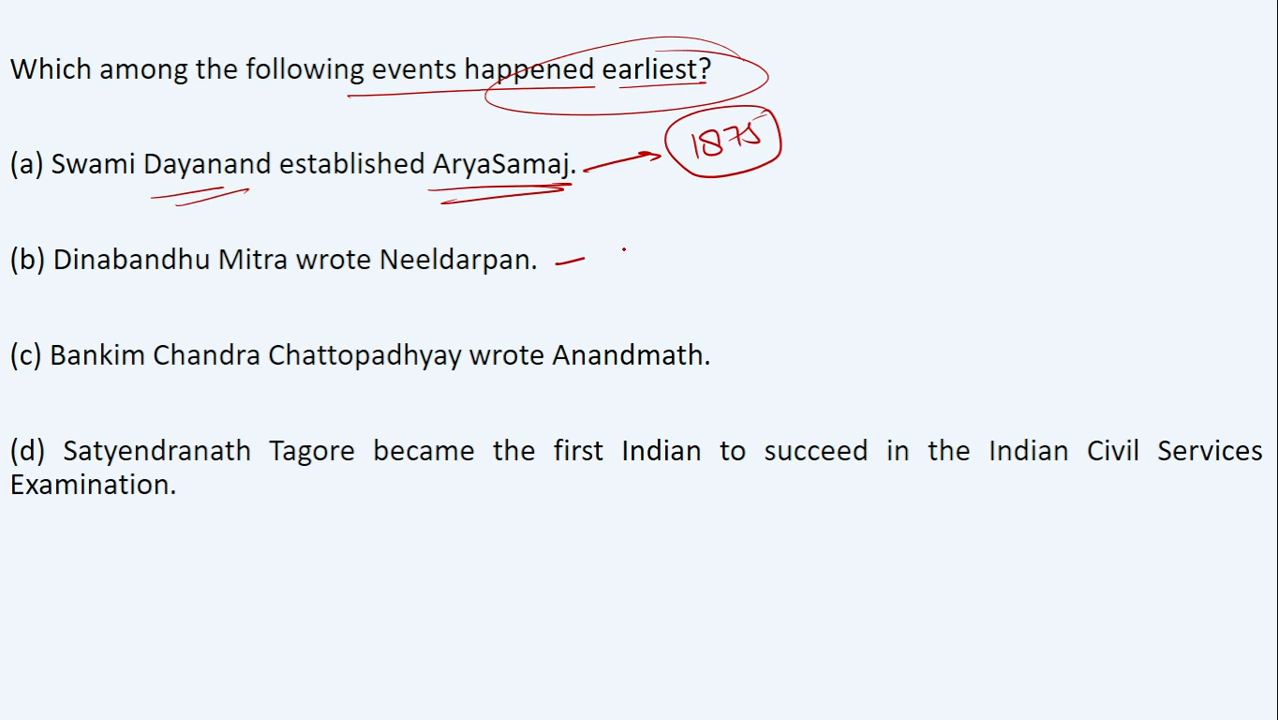 Which among the following events happened earliest?
(a) Swami Dayanand established AryaSamaj.
1875
(b) Dinabandhu Mitra wrote Neeldarpan.
(c) Bankim Chandra Chattopadhyay wrote Anandmath.
(d) Satyendranath Tagore became the first Indian to succeed in the Indian Civil Services
Examination.